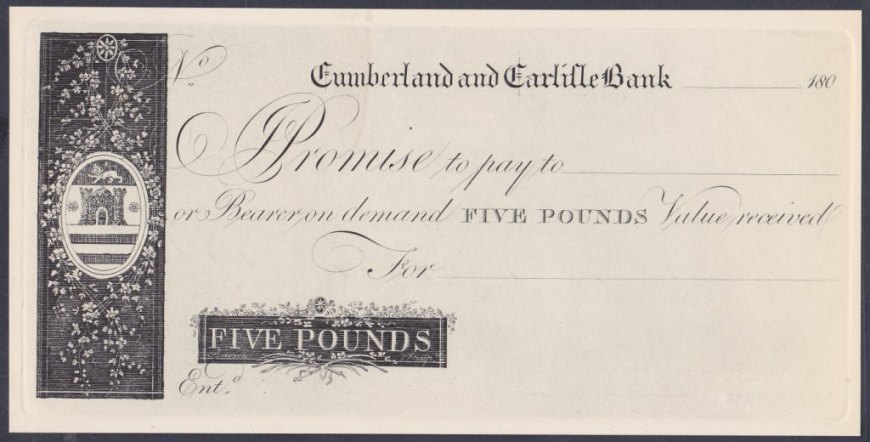 No
Cumberland and Carlisle Bank 180
I Promise to pay to
or Bearer, on demand FIVE POUNDS Value received
For
FIVE POUNDS
Entd.